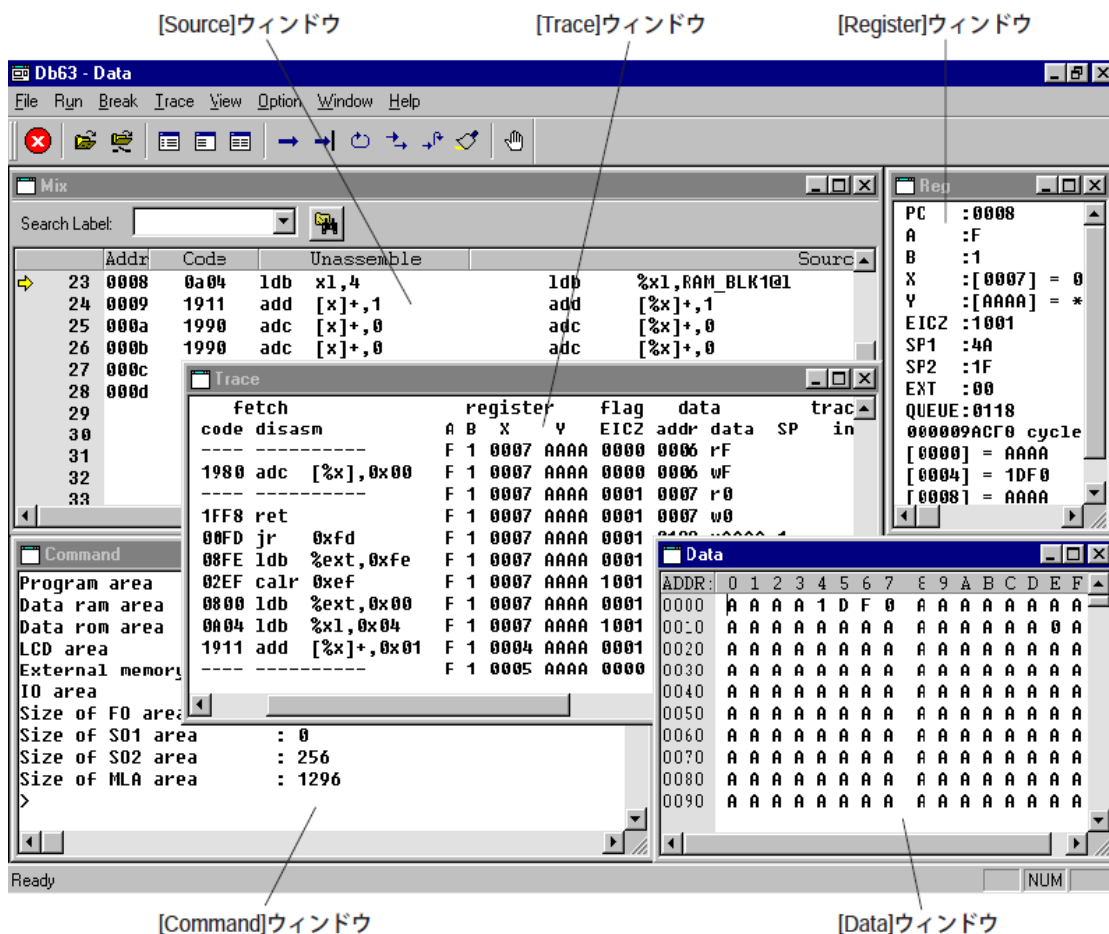 [Source]ウィンドウ [Trace]ウィンドウ [Register]ウィンドウ
Db63 - Data
File Run Break Trace View Option Window Help
Mix
Search Label:
Addr Code Unassemble Sourc
23 0008 0a04 ldb xl,4 ldb %xl,RAM_BLK1@l
24 0009 1911 add [x]+,1 add [%x]+,1
25 000a 1990 adc [x]+,0 adc [%x]+,0
26 000b 1990 adc [x]+,0 adc [%x]+,0
27 000c
28 000d
29
30
31
32
33
Reg
PC :0008
A :F
B :1
X :[0007] = 0
Y :[AAAA] = *
EICZ :1001
SP1 :4A
SP2 :1F
EXT :00
QUEUE:0118
000009ACF0 cycle
[0000] = AAAA
[0004] = 1DF0
[0008] = AAAA
Trace
fetch register flag data trac
code disasm A B X Y EICZ addr data SP in
---- ----------- F 1 0007 AAAA 0000 0006 rF
1980 adc [%x],0x00 F 1 0007 AAAA 0000 0006 wF
---- ----------- F 1 0007 AAAA 0001 0007 r0
1FF8 ret F 1 0007 AAAA 0001 0007 w0
00FD jr 0xfd F 1 0007 AAAA 0001
08FE ldb %ext,0xfe F 1 0007 AAAA 0001
02EF calr 0xef F 1 0007 AAAA 1001
0800 ldb %ext,0x00 F 1 0007 AAAA 0001
0A04 ldb %xl,0x04 F 1 0007 AAAA 1001
1911 add [%x]+,0x01 F 1 0004 AAAA 0001
---- ----------- F 1 0005 AAAA 0000
Command
Program area
Data ram area
Data rom area
LCD area
External memory
IO area
Size of FO area
Size of SO1 area : 0
Size of SO2 area : 256
Size of MLA area : 1296
>
Data
ADDR: 0 1 2 3 4 5 6 7 8 9 A B C D E F
0000 A A A A 1 D F 0 A A A A A A A A
0010 A A A A A A A A A A A A A A 0 A
0020 A A A A A A A A A A A A A A A A
0030 A A A A A A A A A A A A A A A A
0040 A A A A A A A A A A A A A A A A
0050 A A A A A A A A A A A A A A A A
0060 A A A A A A A A A A A A A A A A
0070 A A A A A A A A A A A A A A A A
0080 A A A A A A A A A A A A A A A A
0090 A A A A A A A A A A A A A A A A
Ready NUM
[Command]ウィンドウ [Data]ウィンドウ